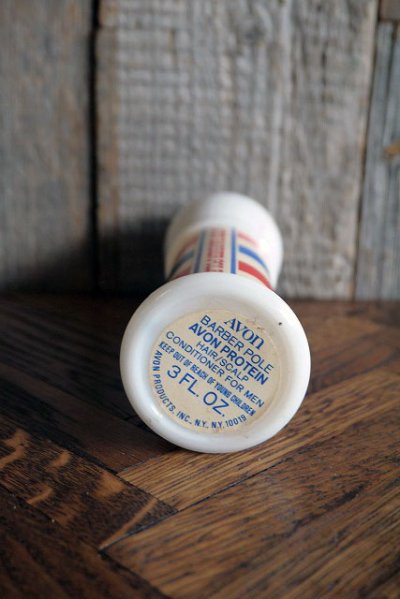 AVON
BARBER POLE
AVON PROTEIN
HAIR/SCALP
CONDITIONER FOR MEN
KEEP OUT OF REACH OF YOUNG CHILDREN
3 FL. OZ.
AVON PRODUCTS, INC., N.Y., N.Y. 10019